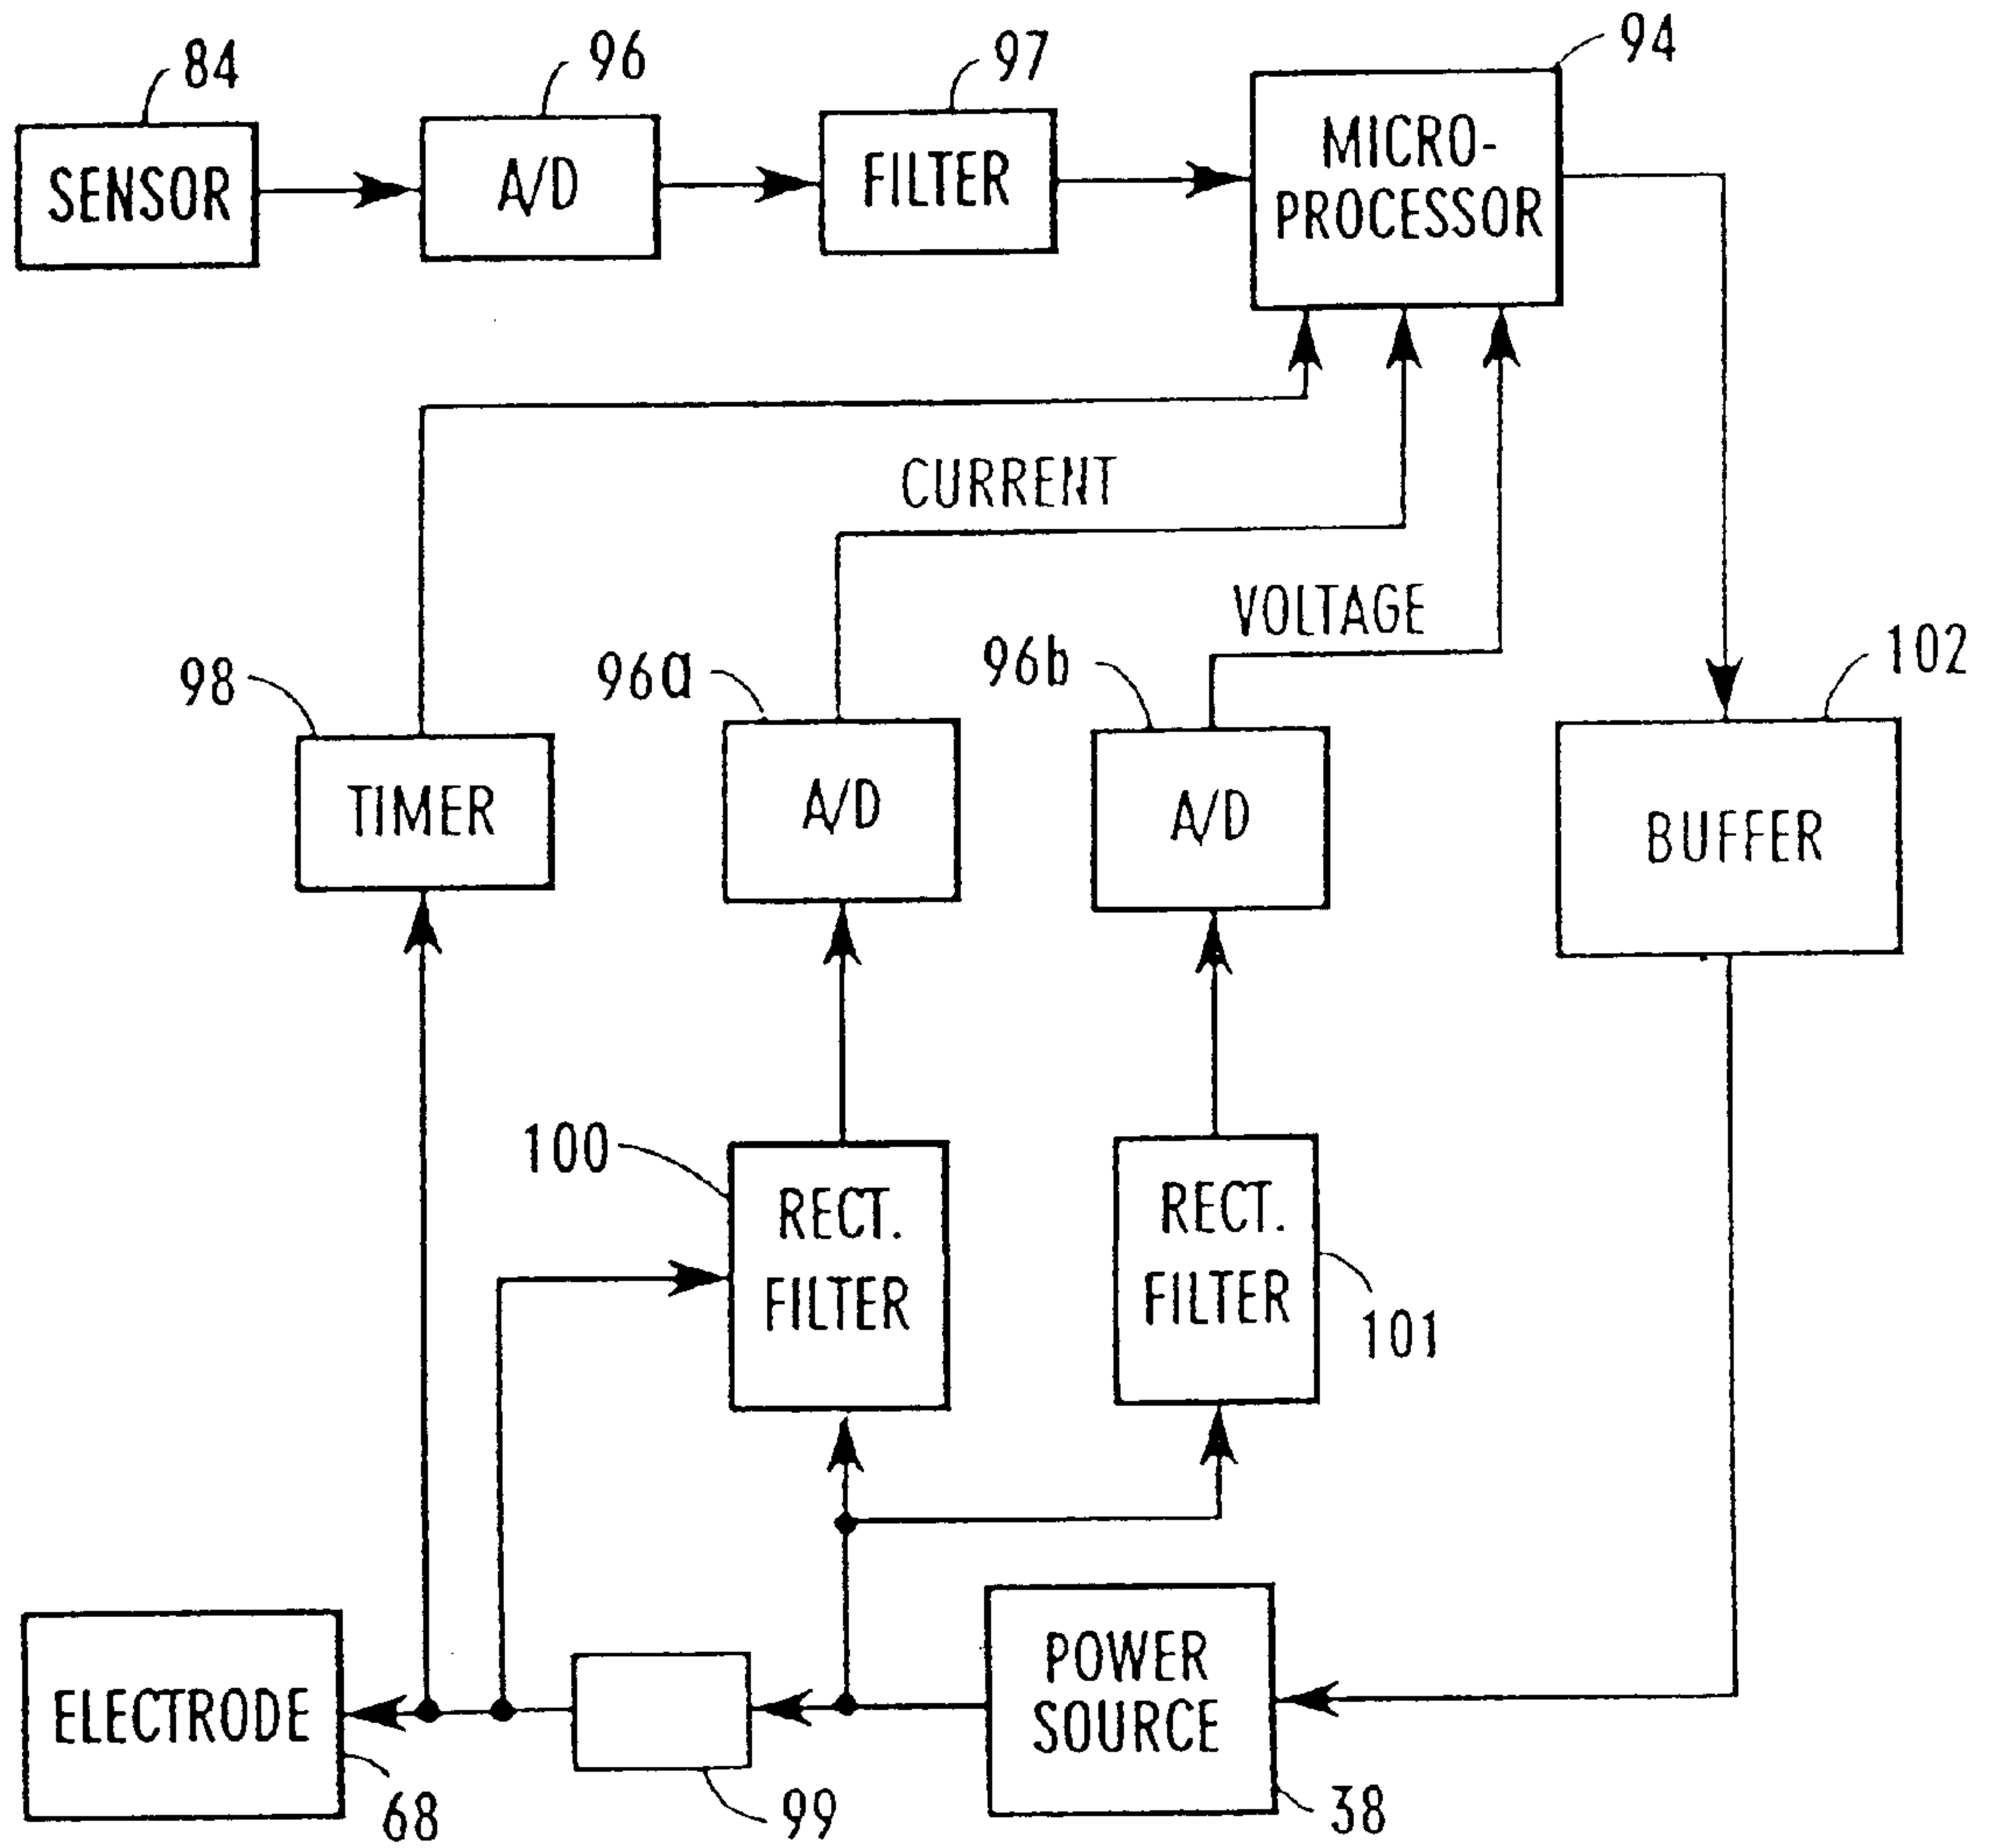 84
96
97
94
SENSOR
A/D
FILTER
MICRO-
PROCESSOR
CURRENT
VOLTAGE
98
96a
96b
102
TIMER
A/D
A/D
BUFFER
100
RECT.
FILTER
RECT.
FILTER
101
ELECTRODE
POWER
SOURCE
68
99
38